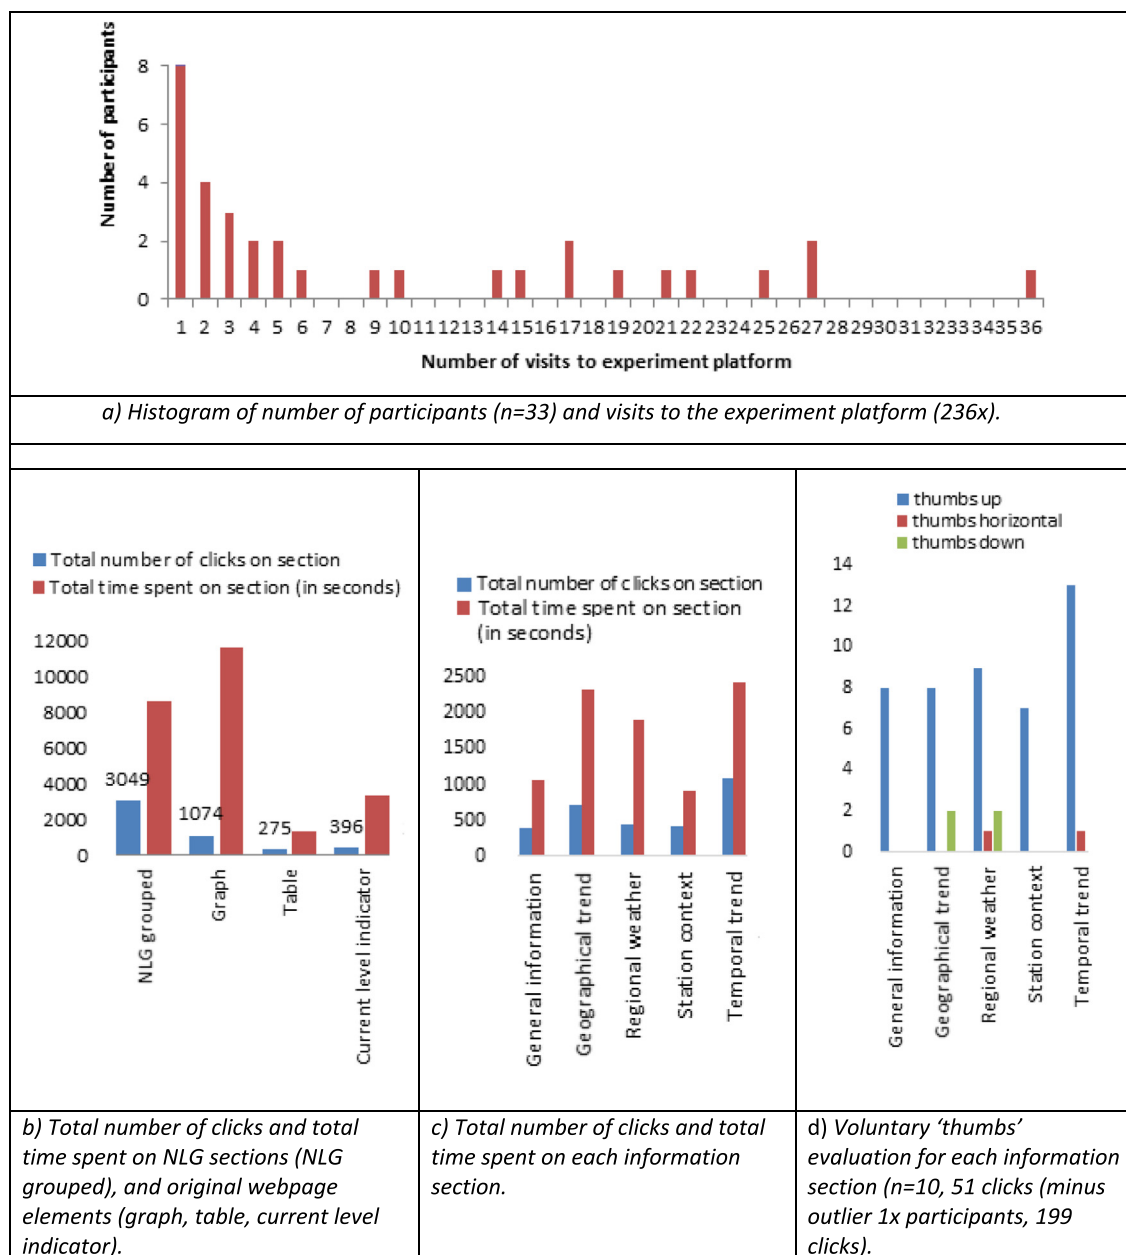 Number of participants
8
6
4
2
0
1 2 3 4 5 6 7 8 9 10 11 12 13 14 15 16 17 18 19 20 21 22 23 24 25 26 27 28 29 30 31 32 33 34 35 36
Number of visits to experiment platform
a) Histogram of number of participants (n=33) and visits to the experiment platform (236x).
Total number of clicks on section
Total time spent on section (in seconds)
12000
10000
8000
6000
4000
2000
0
3049
1074
275
396
NLG grouped
Graph
Table
Current level indicator
b) Total number of clicks and total
time spent on NLG sections (NLG
grouped), and original webpage
elements (graph, table, current level
indicator).
Total number of clicks on section
Total time spent on section
(in seconds)
2500
2000
1500
1000
500
0
General information
Geographical trend
Regional weather
Station context
Temporal trend
c) Total number of clicks and total
time spent on each information
section.
thumbs up
thumbs horizontal
thumbs down
14
12
10
8
6
4
2
0
General information
Geographical trend
Regional weather
Station context
Temporal trend
d) Voluntary ‘thumbs’
evaluation for each information
section (n=10, 51 clicks (minus
outlier 1x participants, 199
clicks).